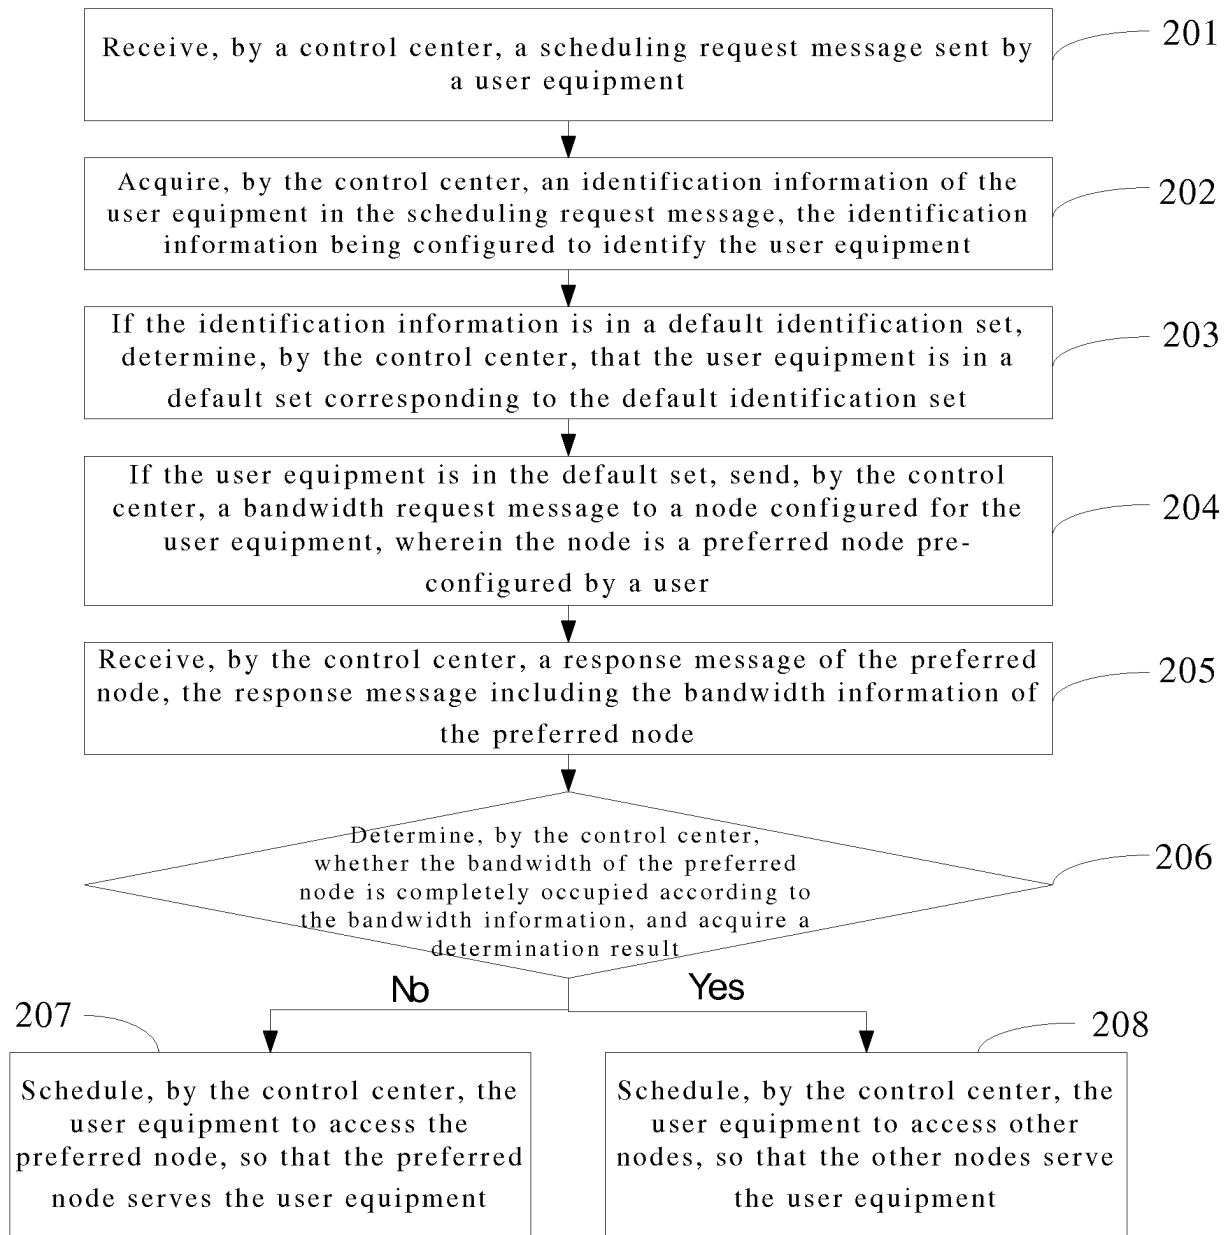 Receive, by a control center, a scheduling request message sent by
a user equipment
201
Acquire, by the control center, an identification information of the
user equipment in the scheduling request message, the identification
information being configured to identify the user equipment
202
If the identification information is in a default identification set,
determine, by the control center, that the user equipment is in a
default set corresponding to the default identification set
203
If the user equipment is in the default set, send, by the control
center, a bandwidth request message to a node configured for the
user equipment, wherein the node is a preferred node pre-
configured by a user
204
Receive, by the control center, a response message of the preferred
node, the response message including the bandwidth information of
the preferred node
205
Determine, by the control center,
whether the bandwidth of the preferred
node is completely occupied according to
the bandwidth information, and acquire a
determination result
206
No
Yes
207
Schedule, by the control center, the
user equipment to access the
preferred node, so that the preferred
node serves the user equipment
208
Schedule, by the control center, the
user equipment to access other
nodes, so that the other nodes serve
the user equipment